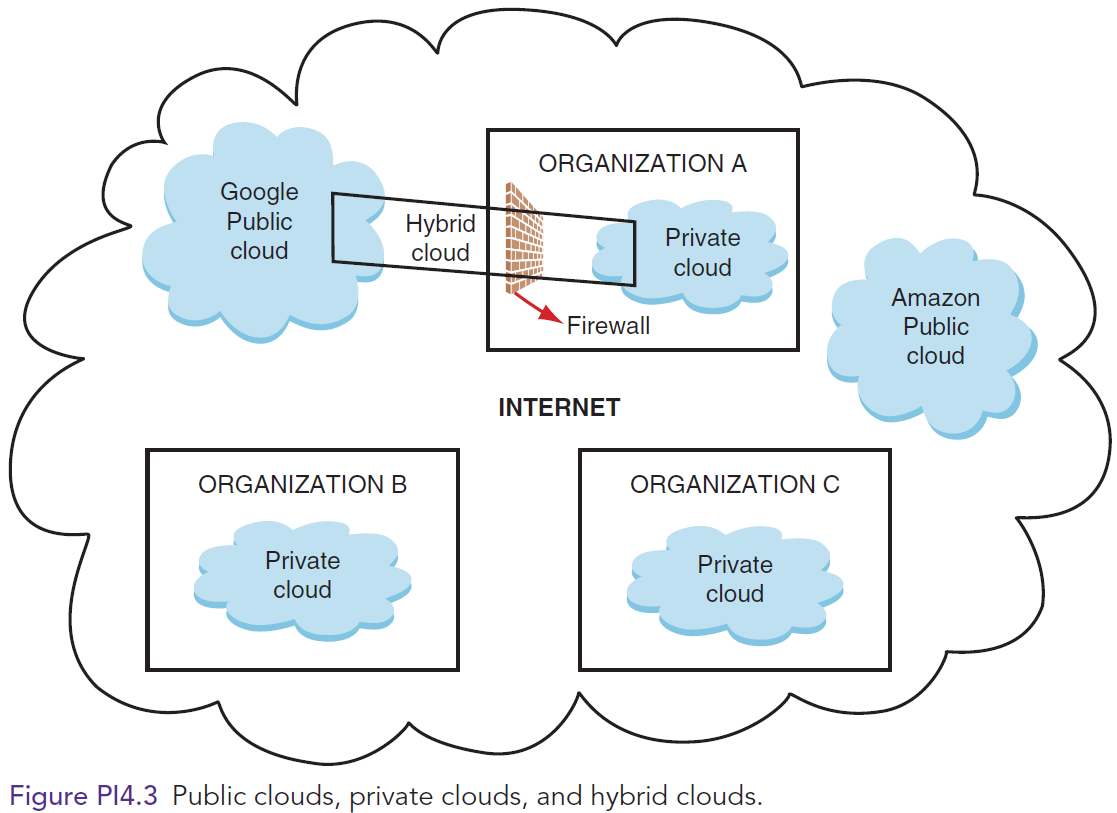 Google
Public
cloud
Hybrid
cloud
ORGANIZATION A
Private
cloud
Firewall
Amazon
Public
cloud
INTERNET
ORGANIZATION B
Private
cloud
ORGANIZATION C
Private
cloud
Figure PI4.3 Public clouds, private clouds, and hybrid clouds.